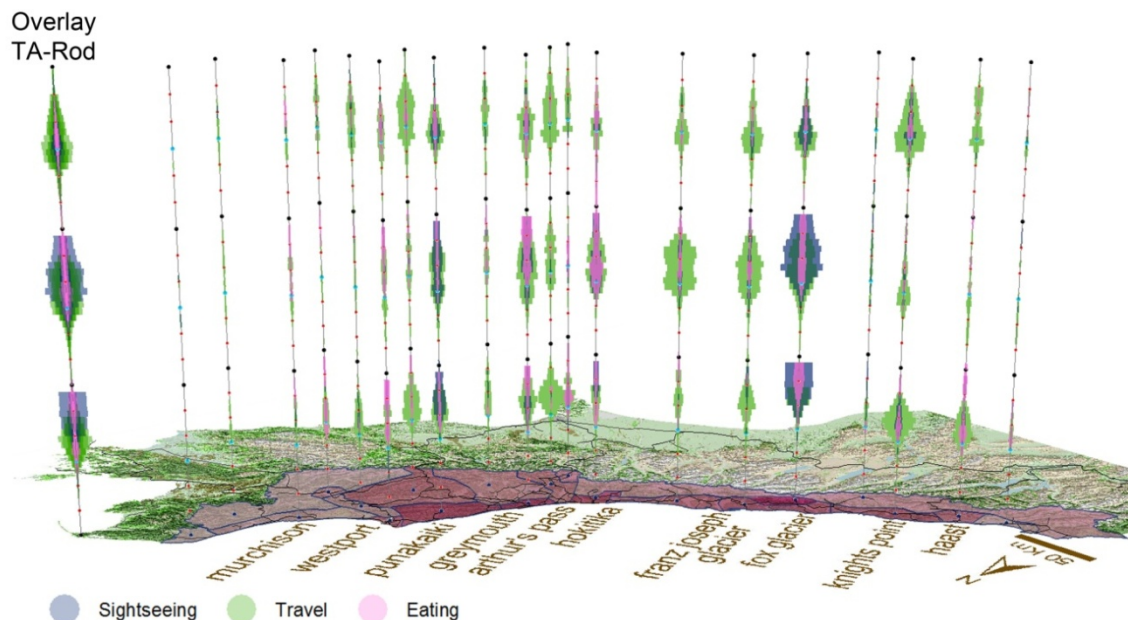 Overlay
TA-Rod
murchison
westport
punakaiki
greymouth
arthur's pass
hokitika
franz joseph
glacier
fox glacier
knights point
haast
N
50 Km
Sightseeing
Travel
Eating